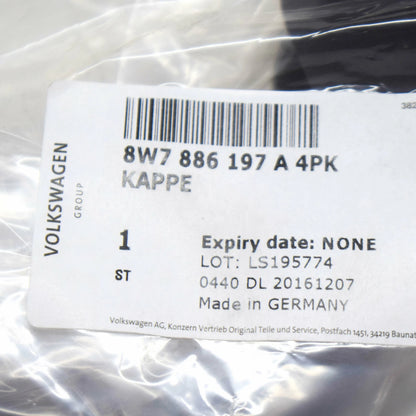 382
8W7 886 197 A 4PK
KAPPE
VOLKSWAGEN
GROUP
1
ST
Expiry date: NONE
LOT: LS195774
0440 DL 20161207
Made in GERMANY
Volkswagen AG, Konzern Vertrieb Original Teile und Service, Postfach 1451, 34219 Baunat